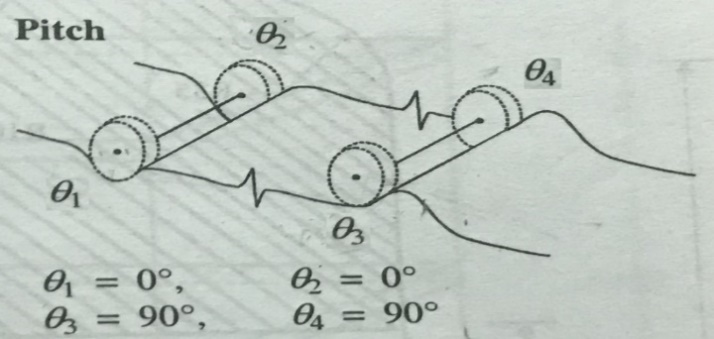 Pitch
θ2
θ4
θ1
θ3
θ1 = 0°, θ2 = 0°
θ3 = 90°, θ4 = 90°